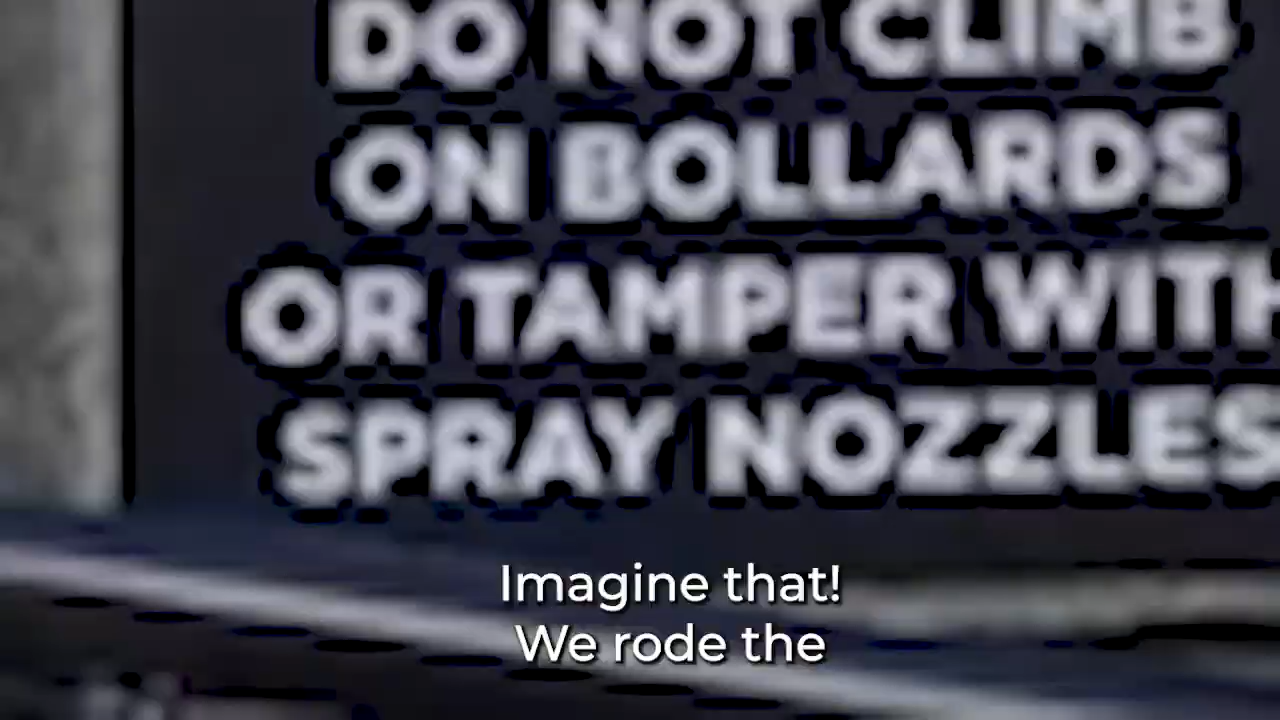 DO NOT CLIMB
ON BOLLARDS
OR TAMPER WITH
SPRAY NOZZLES
Imagine that!
We rode the